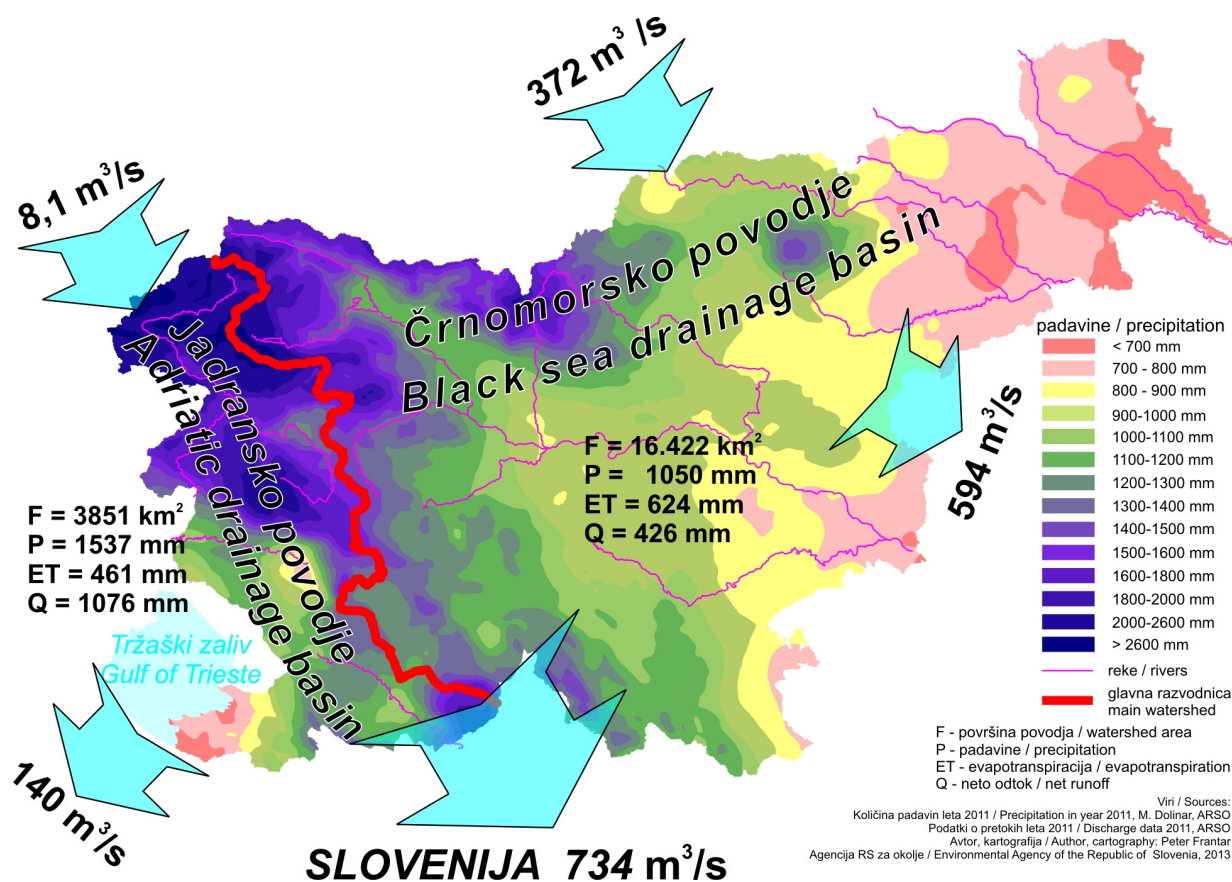 372 m³/s
8,1 m³/s
Črnomorsko povodje
Black sea drainage basin
Jadransko povodje
Adriatic drainage basin
F = 16.422 km²
P = 1050 mm
ET = 624 mm
Q = 426 mm
594 m³/s
F = 3851 km²
P = 1537 mm
ET = 461 mm
Q = 1076 mm
Tržaški zaliv
Gulf of Trieste
140 m³/s
SLOVENIJA 734 m³/s
padavine / precipitation
< 700 mm
700 - 800 mm
800 - 900 mm
900-1000 mm
1000-1100 mm
1100-1200 mm
1200-1300 mm
1300-1400 mm
1400-1500 mm
1500-1600 mm
1600-1800 mm
1800-2000 mm
2000-2600 mm
> 2600 mm
reke / rivers
glavna razvodnica
main watershed
F - površina povodja / watershed area
P - padavine / precipitation
ET - evapotranspiracija / evapotranspiration
Q - neto odtok / net runoff
Viri / Sources:
Količina padavin leta 2011 / Precipitation in year 2011, M. Dolinar, ARSO
Podatki o pretokih leta 2011 / Discharge data 2011, ARSO
Avtor, kartografija / Author, cartography: Peter Frantar
Agencija RS za okolje / Environmental Agency of the Republic of Slovenia, 2013